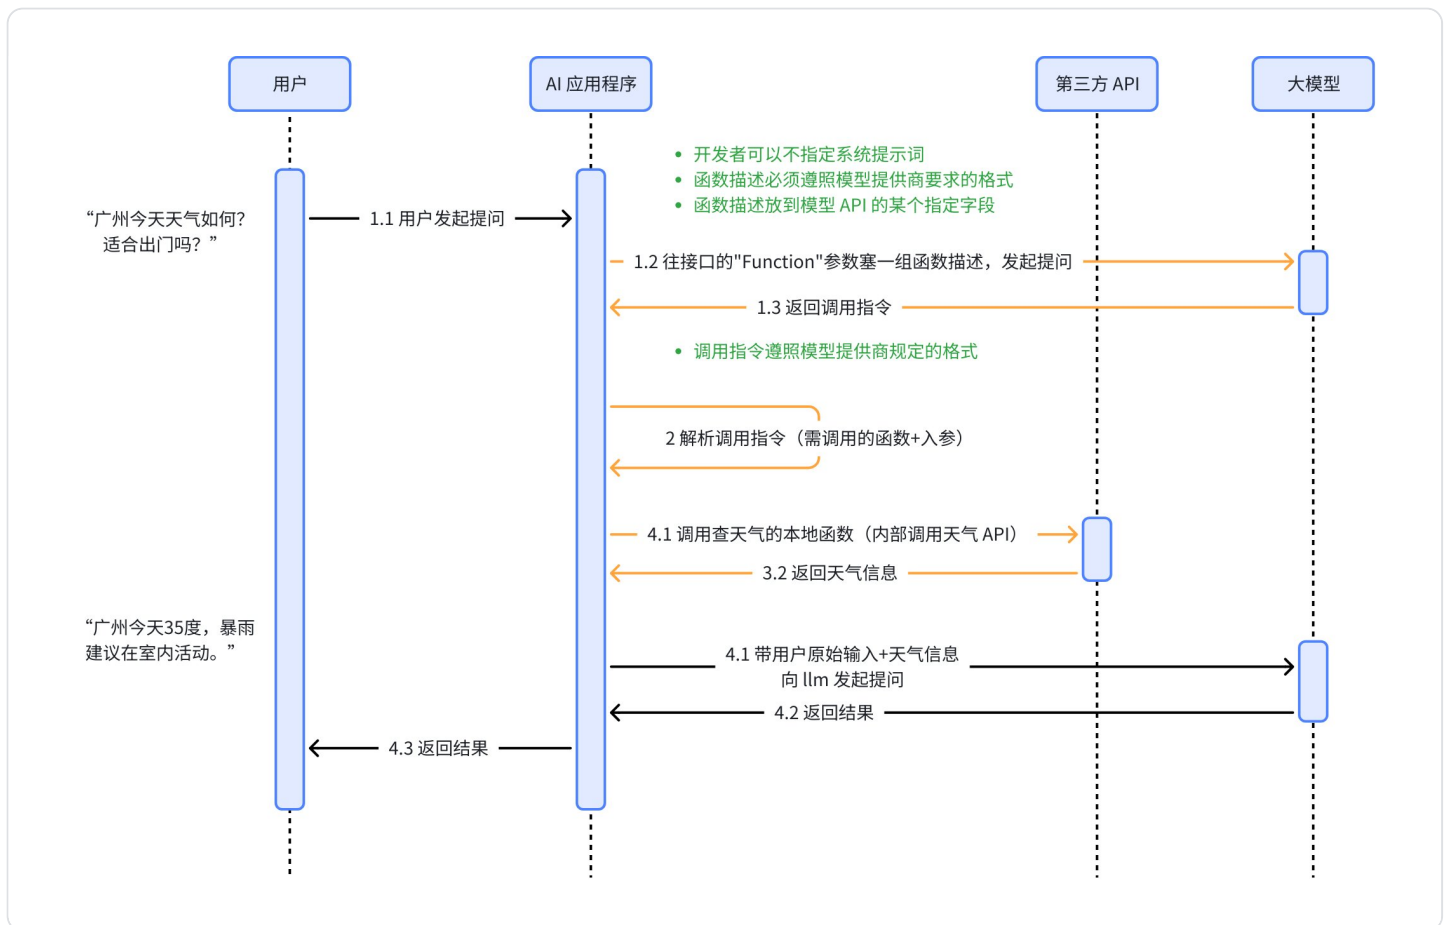 用户
AI 应用程序
第三方 API
大模型
• 开发者可以不指定系统提示词
• 函数描述必须遵照模型提供商要求的格式
• 函数描述放到模型 API 的某个指定字段
“广州今天天气如何？
适合出门吗？”
1.1 用户发起提问
1.2 往接口的"Function"参数塞一组函数描述，发起提问
1.3 返回调用指令
• 调用指令遵照模型提供商规定的格式
2 解析调用指令（需调用的函数+入参）
4.1 调用查天气的本地函数（内部调用天气 API）
3.2 返回天气信息
“广州今天35度，暴雨
建议在室内活动。”
4.1 带用户原始输入+天气信息
向 llm 发起提问
4.2 返回结果
4.3 返回结果